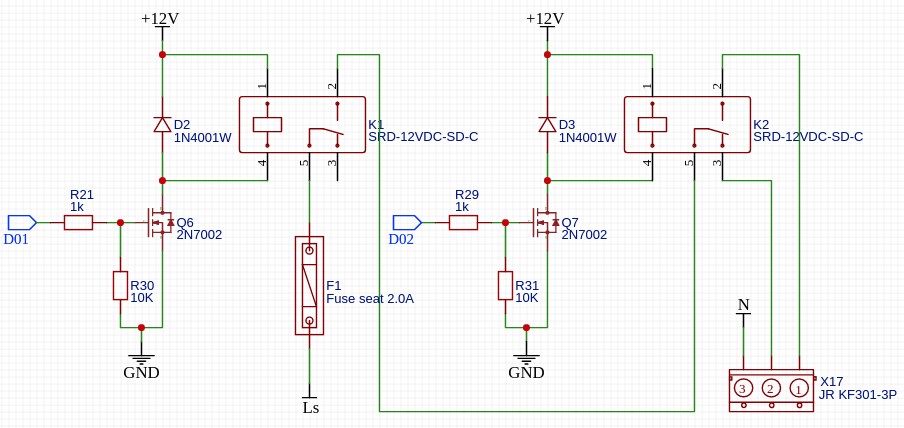 +12V
+12V
1
2
1
2
D2
1N4001W
K1
SRD-12VDC-SD-C
D3
1N4001W
K2
SRD-12VDC-SD-C
4
5
3
4
5
3
R21
1k
R29
1k
D01
Q6
2N7002
D02
Q7
2N7002
R30
10K
F1
Fuse seat 2.0A
R31
10K
N
GND
GND
3
2
1
X17
JR KF301-3P
Ls